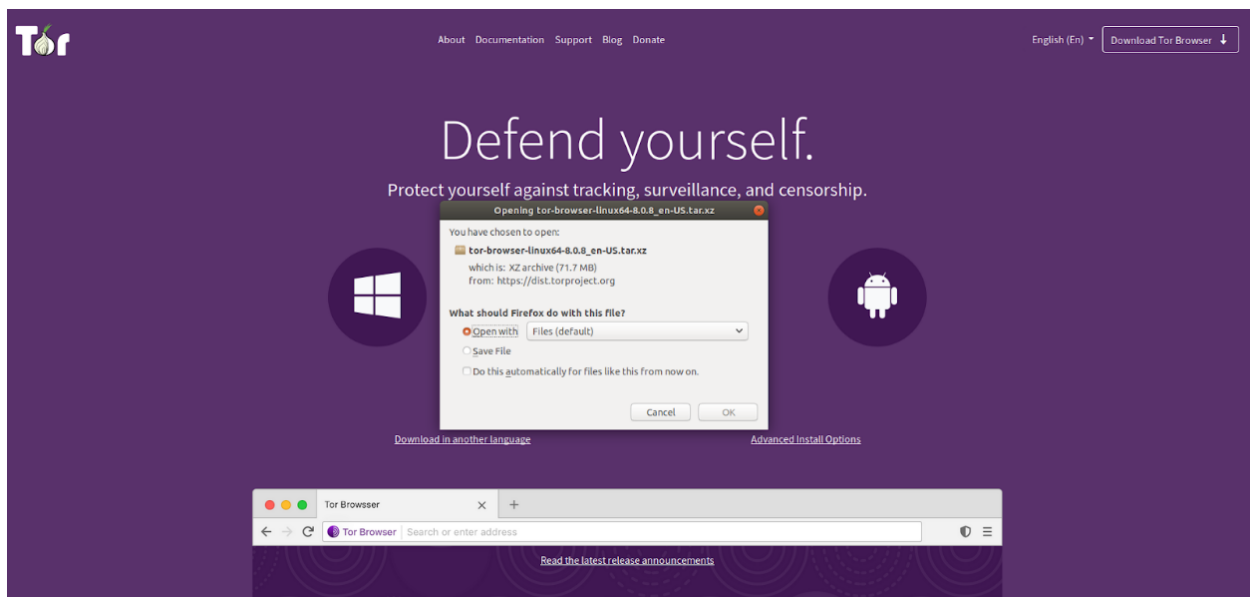 Tor
About Documentation Support Blog Donate
English (En)
Download Tor Browser
Defend yourself.
Protect yourself against tracking, surveillance, and censorship.
Opening tor-browser-linux64-8.0.8_en-US.tar.xz
You have chosen to open:
tor-browser-linux64-8.0.8_en-US.tar.xz
which is: XZ archive (71.7 MB)
from: https://dist.torproject.org
What should Firefox do with this file?
Open with Files (default)
Save File
Do this automatically for files like this from now on.
Cancel OK
Download in another language
Advanced Install Options
Tor Browsser
Tor Browser Search or enter address
Read the latest release announcements